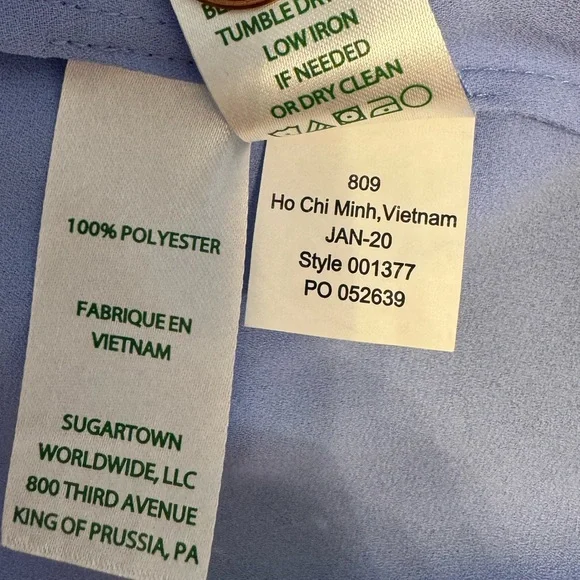 TUMBLE DRY
LOW IRON
IF NEEDED
OR DRY CLEAN
100% POLYESTER
FABRIQUE EN
VIETNAM
SUGARTOWN
WORLDWIDE, LLC
800 THIRD AVENUE
KING OF PRUSSIA, PA
809
Ho Chi Minh,Vietnam
JAN-20
Style 001377
PO 052639